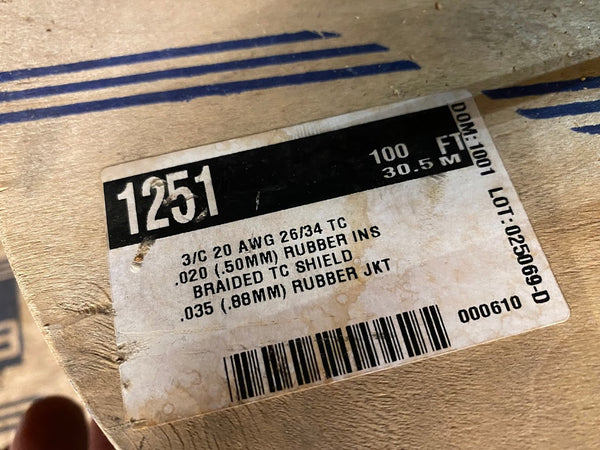 1251
100 FT
30.5 M
3/C 20 AWG 26/34 TC
.020 (.50MM) RUBBER INS
BRAIDED TC SHIELD
.035 (.88MM) RUBBER JKT
000610
DOM:1001 LOT:025069-D